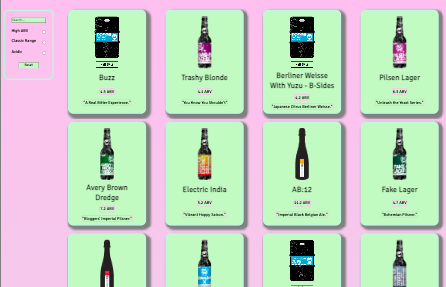 Search...
High ABV
Classic Range
Acidic
Reset
Buzz
4.5 ABV
"A Real Bitter Experience."
Trashy Blonde
4.1 ABV
"You Know You Shouldn't"
Berliner Weisse
With Yuzu - B-Sides
4.2 ABV
"Japanese Citrus Berliner Weisse."
Pilsen Lager
6.3 ABV
"Unleash the Yeast Series."
Avery Brown
Dredge
7.2 ABV
"Bloggers' Imperial Pilsner."
Electric India
5.2 ABV
"Vibrant Hoppy Saison."
AB:12
11.2 ABV
"Imperial Black Belgian Ale."
Fake Lager
4.7 ABV
"Bohemian Pilsner."